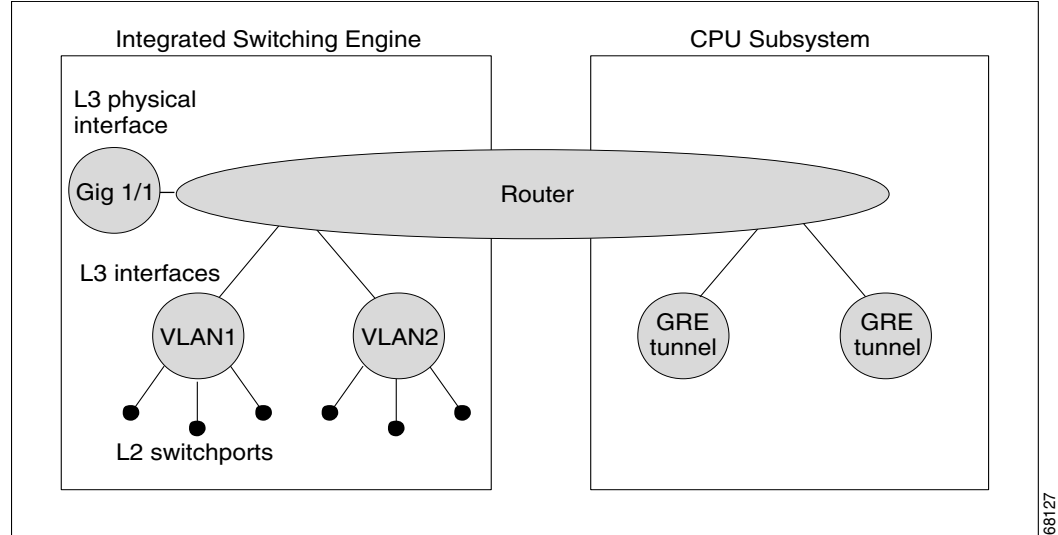 Integrated Switching Engine
CPU Subsystem
L3 physical
interface
Gig 1/1
Router
L3 interfaces
VLAN1
VLAN2
GRE
tunnel
GRE
tunnel
L2 switchports
68127